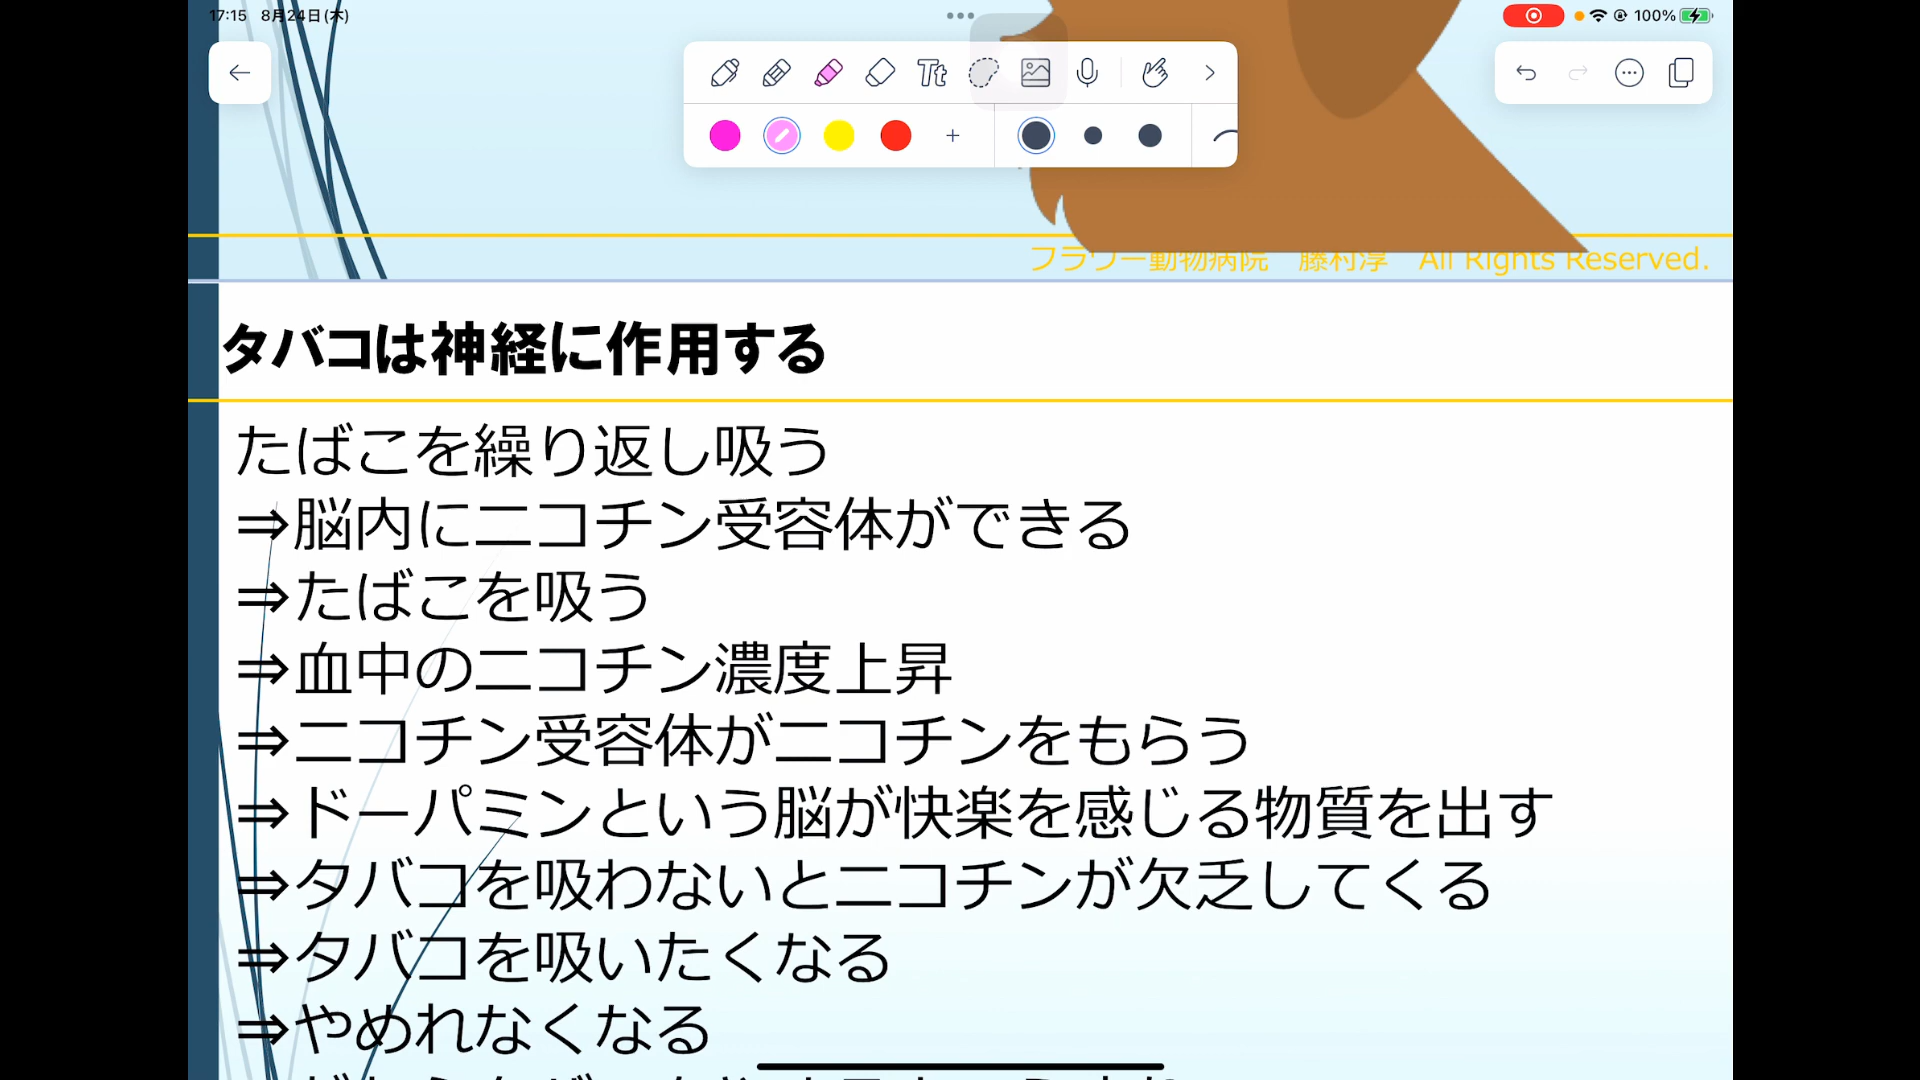 17:15 8月24日(木)
100%
Tt
フラワー動物病院 藤村淳 All Rights Reserved.
タバコは神経に作用する
たばこを繰り返し吸う
⇒脳内にニコチン受容体ができる
⇒たばこを吸う
⇒血中のニコチン濃度上昇
⇒ニコチン受容体がニコチンをもらう
⇒ドーパミンという脳が快楽を感じる物質を出す
⇒タバコを吸わないとニコチンが欠乏してくる
⇒タバコを吸いたくなる
⇒やめれなくなる